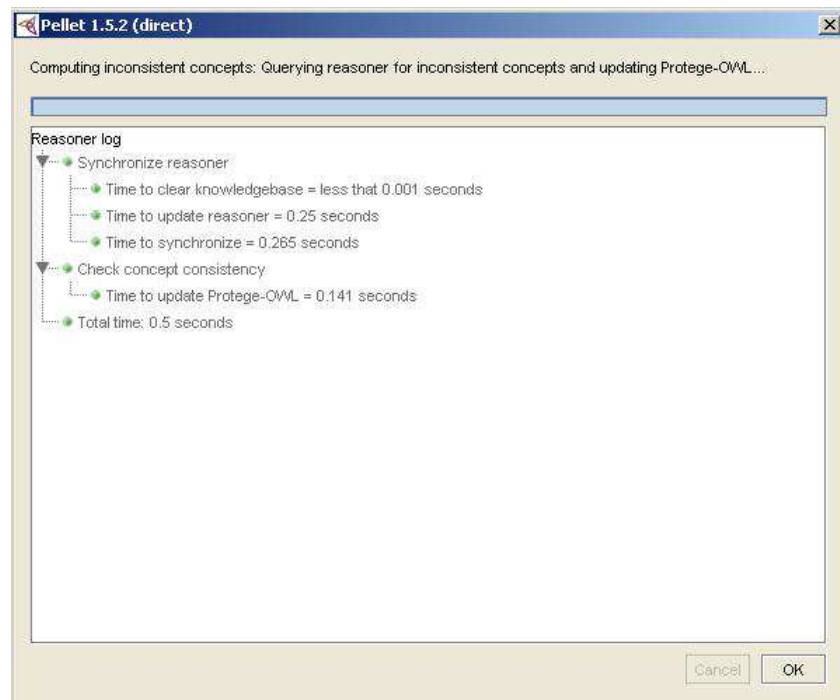 Pellet 1.5.2 (direct)
Computing inconsistent concepts: Querying reasoner for inconsistent concepts and updating Protege-OWL...
Reasoner log
Synchronize reasoner
Time to clear knowledgebase = less that 0.001 seconds
Time to update reasoner = 0.25 seconds
Time to synchronize = 0.265 seconds
Check concept consistency
Time to update Protege-OWL = 0.141 seconds
Total time: 0.5 seconds
Cancel OK